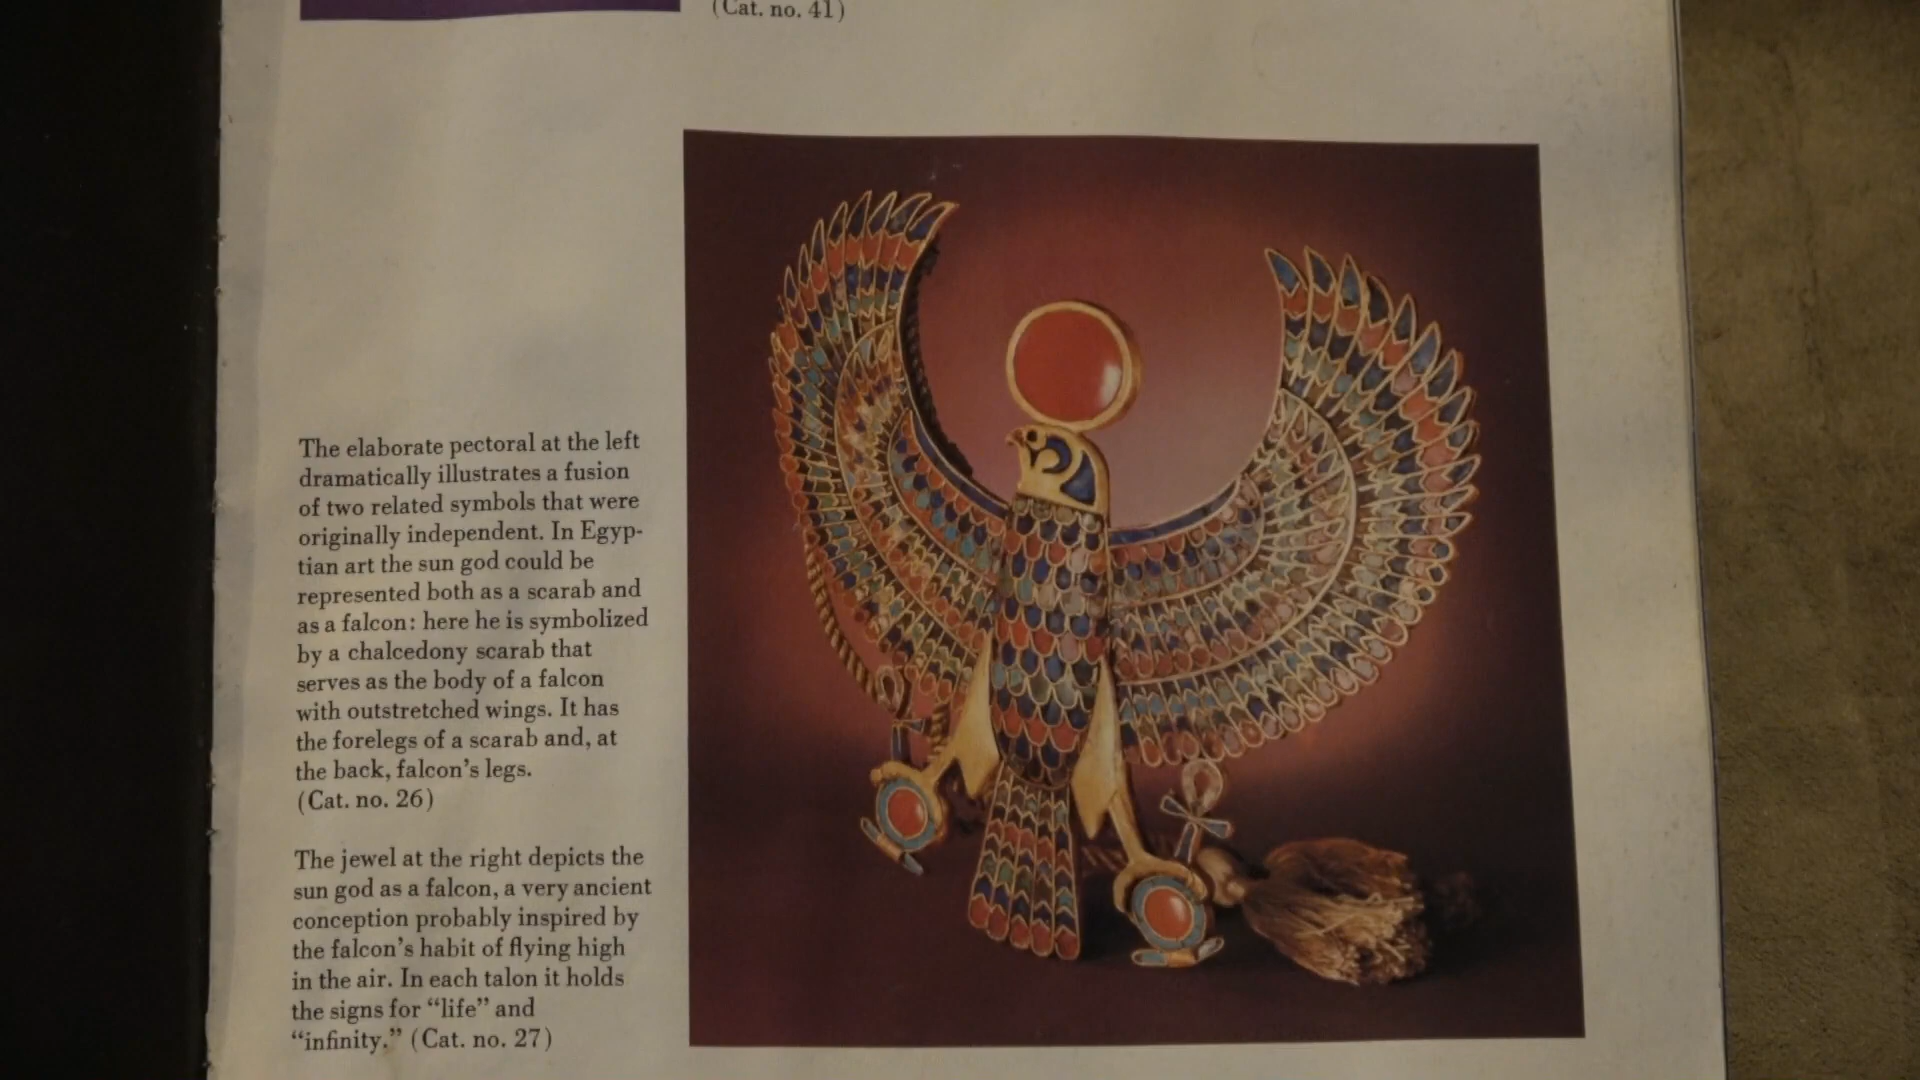 (Cat. no. 41)
The elaborate pectoral at the left
dramatically illustrates a fusion
of two related symbols that were
originally independent. In Egyp-
tian art the sun god could be
represented both as a scarab and
as a falcon: here he is symbolized
by a chalcedony scarab that
serves as the body of a falcon
with outstretched wings. It has
the forelegs of a scarab and, at
the back, falcon's legs.
(Cat. no. 26)
The jewel at the right depicts the
sun god as a falcon, a very ancient
conception probably inspired by
the falcon's habit of flying high
in the air. In each talon it holds
the signs for “life” and
“infinity.” (Cat. no. 27)